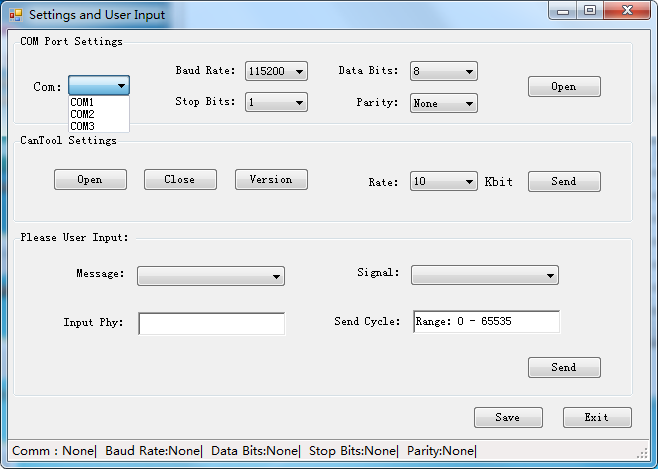 Settings and User Input
COM Port Settings
Com:
COM1
COM2
COM3
Baud Rate: 115200
Data Bits: 8
Stop Bits: 1
Parity: None
Open
CanTool Settings
Open Close Version
Rate: 10 Kbit Send
Please User Input:
Message: Signal:
Input Phy: Send Cycle: Range: 0 - 65535
Send
Save Exit
Comm : None| Baud Rate:None| Data Bits:None| Stop Bits:None| Parity:None|